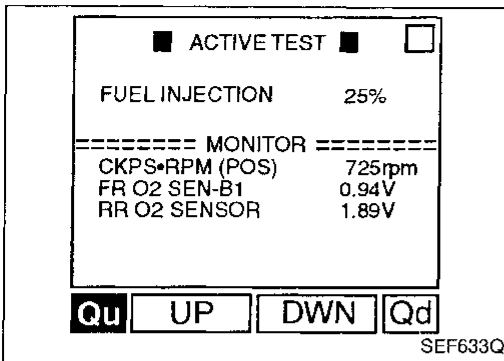 ■ ACTIVE TEST ■
FUEL INJECTION 25%
======== MONITOR ========
CKPS•RPM (POS) 725rpm
FR O2 SEN-B1 0.94V
RR O2 SENSOR 1.89V
Qu UP DWN Qd
SEF633Q